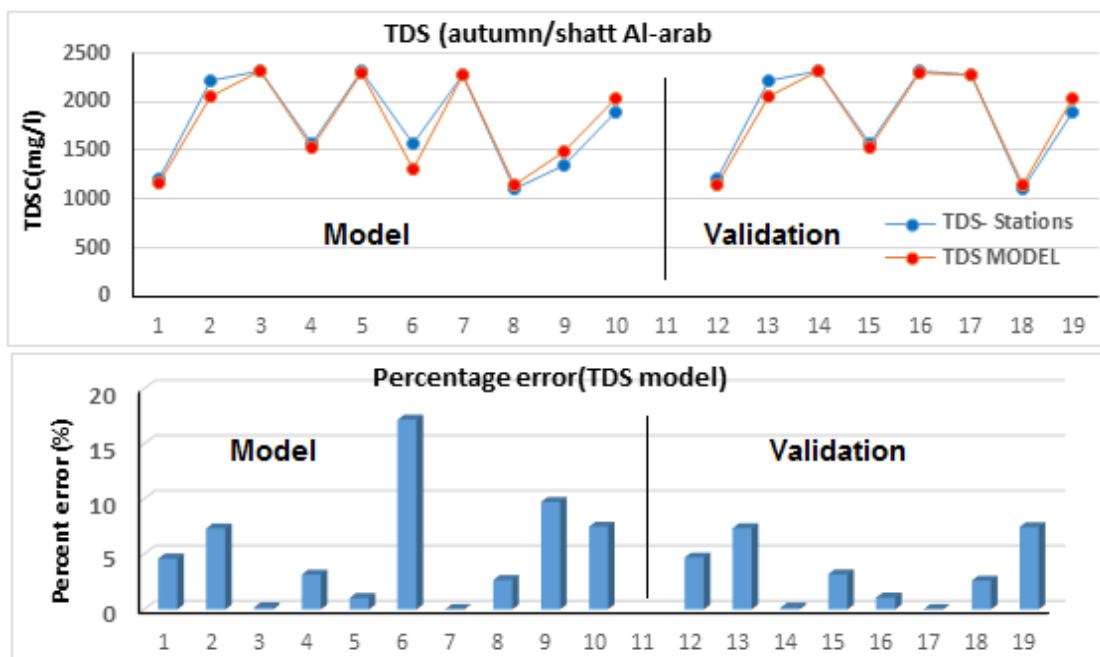 TDS (autumn/shatt Al-arab
TDSC(mg/l)
2500
2000
1500
1000
500
0
Model
Validation
TDS- Stations
TDS MODEL
1 2 3 4 5 6 7 8 9 10 11 12 13 14 15 16 17 18 19
Percentage error(TDS model)
Percent error (%)
20
15
10
5
0
Model
Validation
1 2 3 4 5 6 7 8 9 10 11 12 13 14 15 16 17 18 19